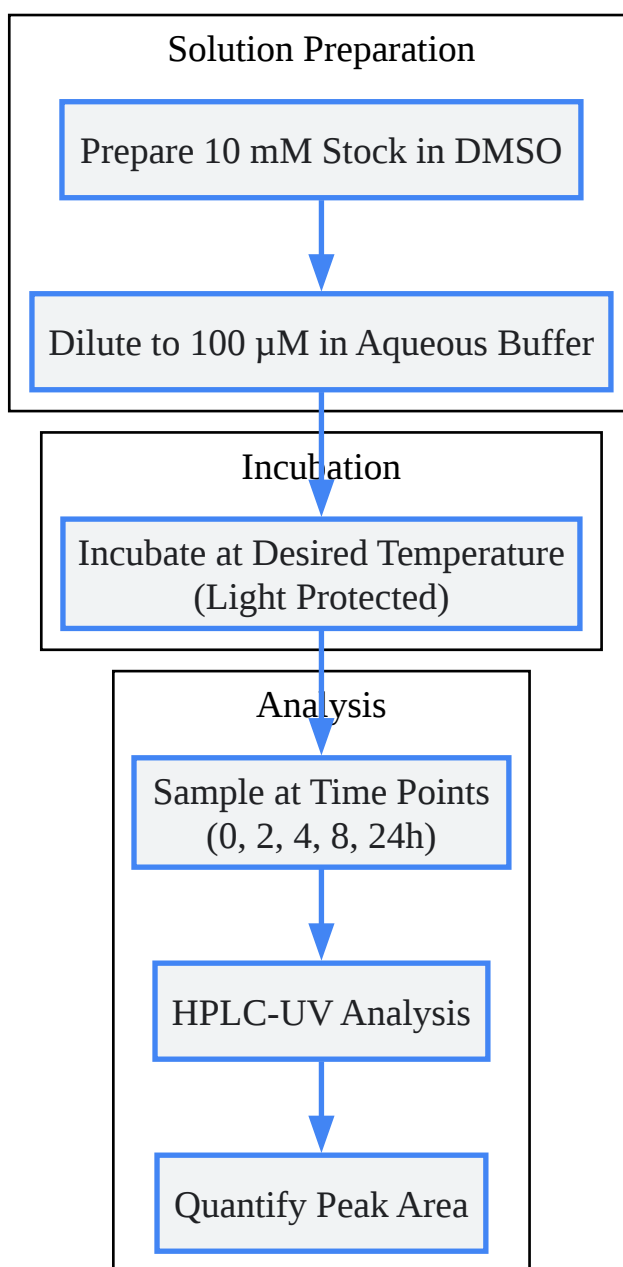 Solution Preparation
Prepare 10 mM Stock in DMSO
Dilute to 100 µM in Aqueous Buffer
Incubation
Incubate at Desired Temperature
(Light Protected)
Analysis
Sample at Time Points
(0, 2, 4, 8, 24h)
HPLC-UV Analysis
Quantify Peak Area